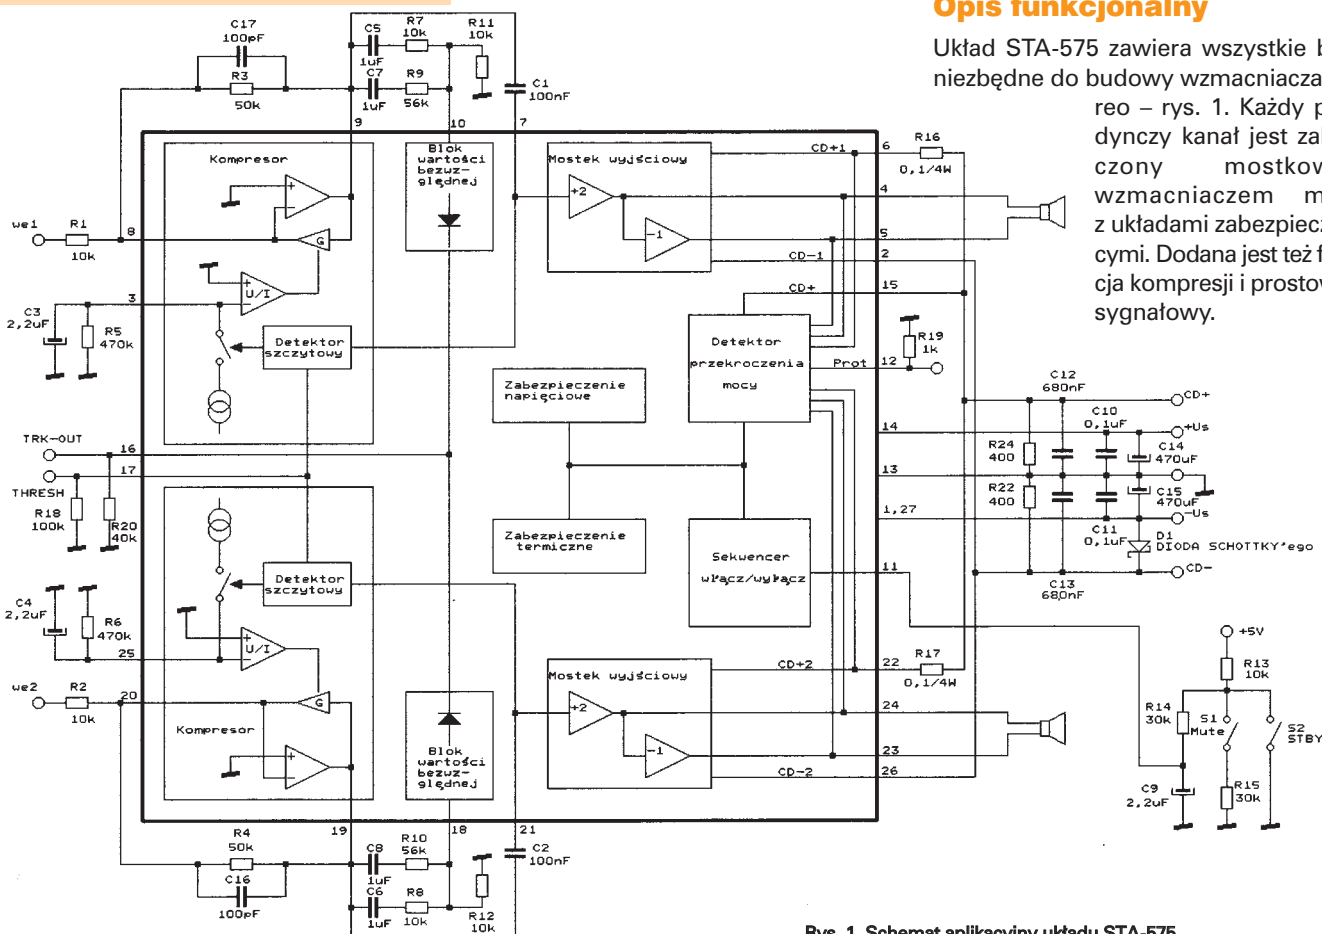 Opis funkcjonalny
Układ STA-575 zawiera wszystkie b
niezbędne do budowy wzmacniacza
reo – rys. 1. Każdy p
dynczy kanał jest zab
czony mostkow
wzmacniaczem m
z układami zabezpiecz
cymi. Dodana jest też f
cja kompresji i prostow
sygnałowy.
C17
100pF
R3
50k
C5
1uF
R7
10k
R11
10k
C7
1uF
R9
56k
C1
100nF
9
10
7
Kompresor
Blok
wartości
bezwz-
ględnej
Mostek wyjściowy
+2
-1
CD+1
6
R16
0,1/4W
4
5
CD-1
2
we1
R1
10k
8
G
U/I
3
C3
2,2uF
R5
470k
Detektor
szczytowy
CD+
15
Detektor
przekroczenia
mocy
Prot
12
R19
1k
Zabezpieczenie
napięciowe
TRK-OUT
16
17
THRESH
R18
100k
R20
40k
Zabezpieczenie
termiczne
Sekwencer
włącz/wyłącz
11
C12
680nF
CD+
C10
0,1uF
+Us
14
R24
400
C14
470uF
13
R22
400
C15
470uF
1,27
-Us
C11
0,1uF
D1
DIODA SCHOTTKY'ego
CD-
C13
680nF
Detektor
szczytowy
C4
2,2uF
R6
470k
25
U/I
we2
R2
10k
20
G
Kompresor
Blok
wartości
bezwz-
ględnej
Mostek wyjściowy
+2
-1
CD+2
22
R17
0,1/4W
24
23
CD-2
26
+5V
R13
10k
R14
30k
S1
Mute
S2
STBY
C9
2,2uF
R15
30k
19
18
21
R4
50k
C16
100pF
C8
1uF
R10
56k
C6
1uF
R8
10k
R12
10k
C2
100nF
Rys. 1. Schemat aplikacyjny układu STA-575